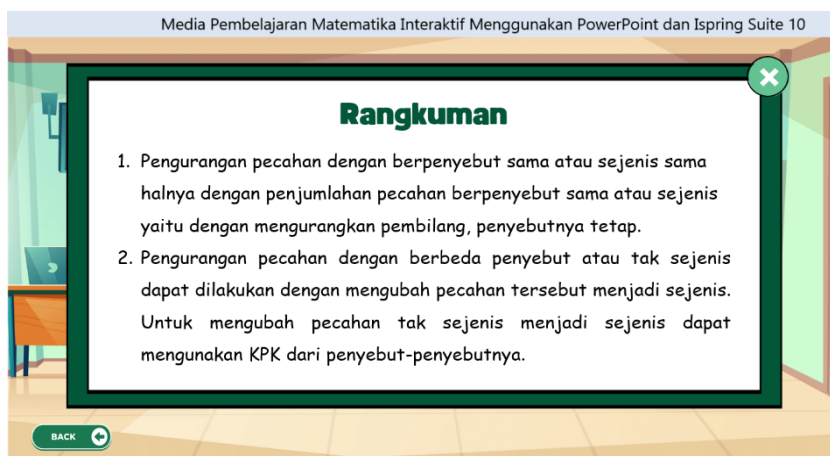 Media Pembelajaran Matematika Interaktif Menggunakan PowerPoint dan Ispring Suite 10
Rangkuman
1. Pengurangan pecahan dengan berpenyebut sama atau sejenis sama
halnya dengan penjumlahan pecahan berpenyebut sama atau sejenis
yaitu dengan mengurangkan pembilang, penyebutnya tetap.
2. Pengurangan pecahan dengan berbeda penyebut atau tak sejenis
dapat dilakukan dengan mengubah pecahan tersebut menjadi sejenis.
Untuk mengubah pecahan tak sejenis menjadi sejenis dapat
mengunakan KPK dari penyebut-penyebutnya.
BACK